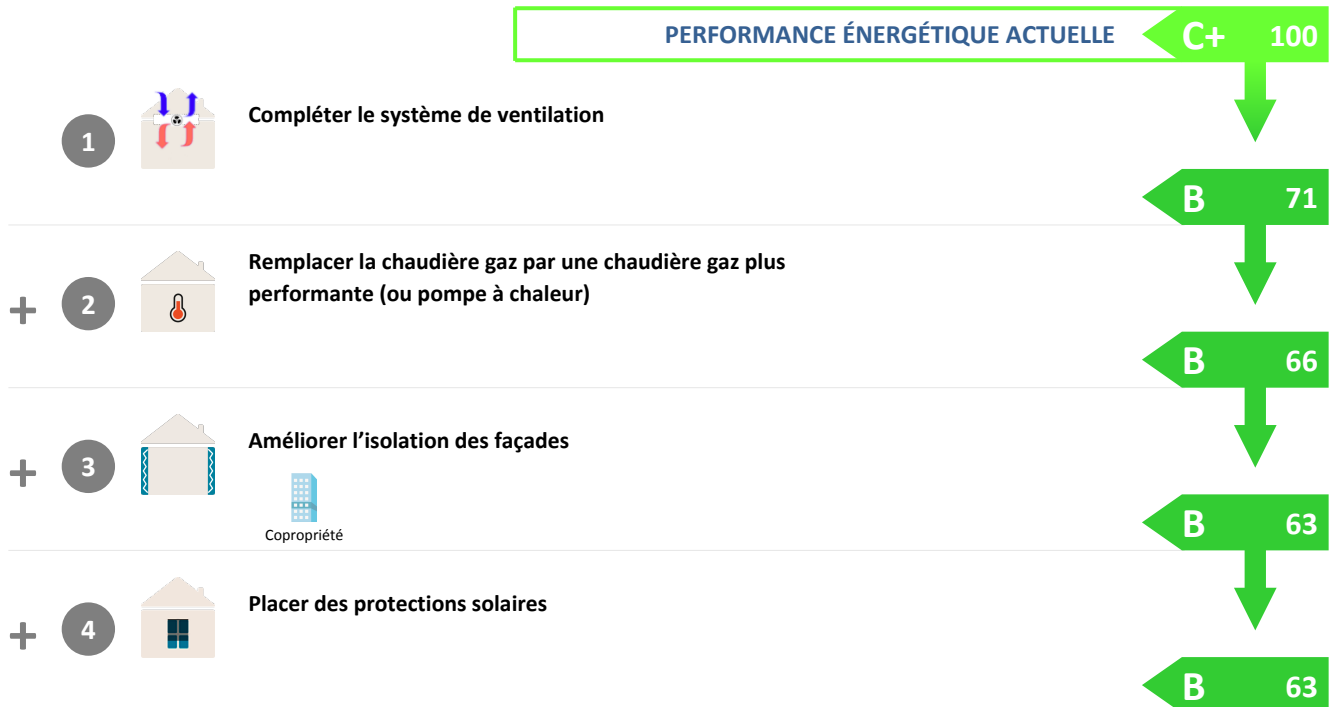 PERFORMANCE ÉNERGÉTIQUE ACTUELLE C+ 100
1 Compléter le système de ventilation
B 71
Remplacer la chaudière gaz par une chaudière gaz plus
+ 2 performante (ou pompe à chaleur)
B 66
Améliorer l’isolation des façades
+ 3
Copropriété
B 63
Placer des protections solaires
+ 4
B 63